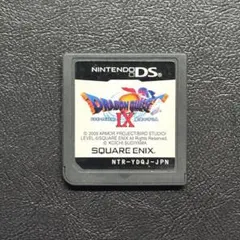 NINTENDO DS
DRAGON QUEST
IX
© 2009 ARMOR PROJECT/BIRD STUDIO/
LEVEL-5/SQUARE ENIX All Rights
Reserved.
© KOICHI SUGIYAMA
SQUARE ENIX
NTR-YDQJ-JPN